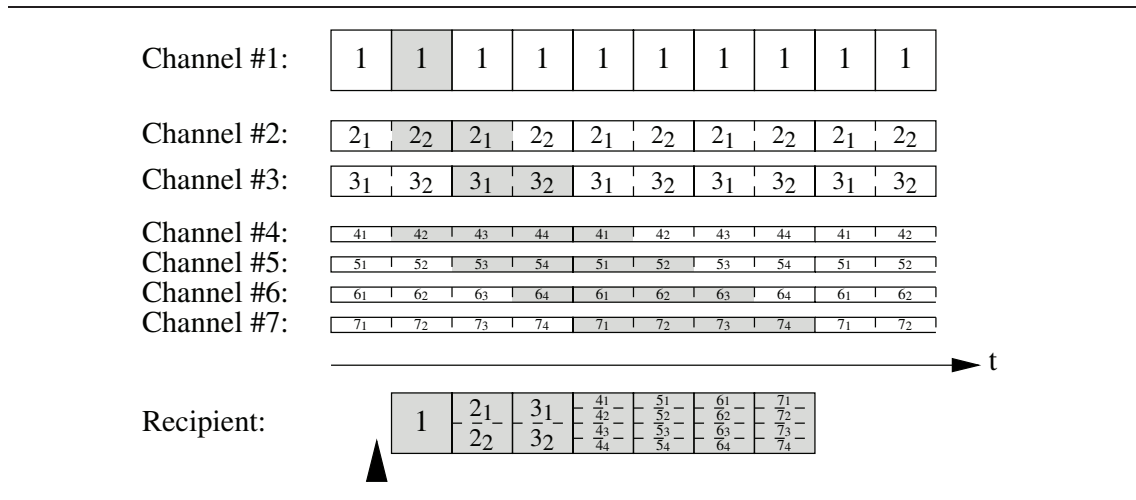 Channel #1: 1 1 1 1 1 1 1 1 1 1
Channel #2: 2₁ 2₂ 2₁ 2₂ 2₁ 2₂ 2₁ 2₂ 2₁ 2₂
Channel #3: 3₁ 3₂ 3₁ 3₂ 3₁ 3₂ 3₁ 3₂ 3₁ 3₂
Channel #4: 4₁ 4₂ 4₃ 4₄ 4₁ 4₂ 4₃ 4₄ 4₁ 4₂
Channel #5: 5₁ 5₂ 5₃ 5₄ 5₁ 5₂ 5₃ 5₄ 5₁ 5₂
Channel #6: 6₁ 6₂ 6₃ 6₄ 6₁ 6₂ 6₃ 6₄ 6₁ 6₂
Channel #7: 7₁ 7₂ 7₃ 7₄ 7₁ 7₂ 7₃ 7₄ 7₁ 7₂
t
Recipient: 1 2₁ 2₂ 3₁ 3₂ 4₁ 4₂ 4₃ 4₄ 5₁ 5₂ 5₃ 5₄ 6₁ 6₂ 6₃ 6₄ 7₁ 7₂ 7₃ 7₄